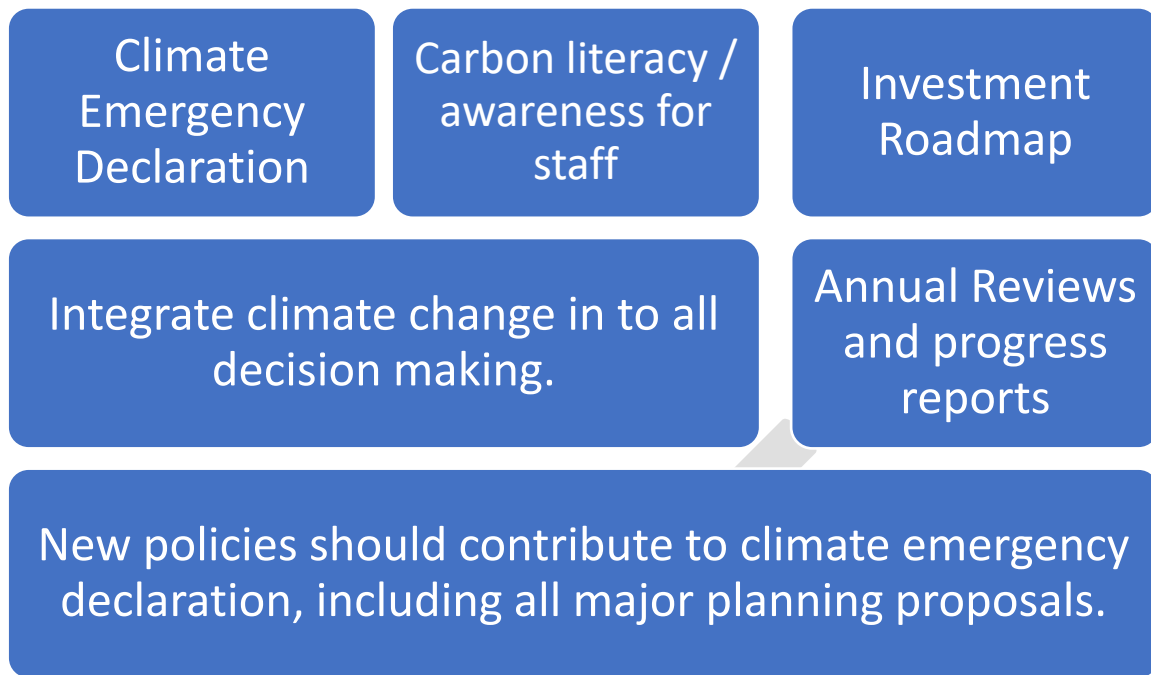 Climate
Emergency
Declaration
Carbon literacy /
awareness for
staff
Investment
Roadmap
Integrate climate change in to all
decision making.
Annual Reviews
and progress
reports
New policies should contribute to climate emergency
declaration, including all major planning proposals.